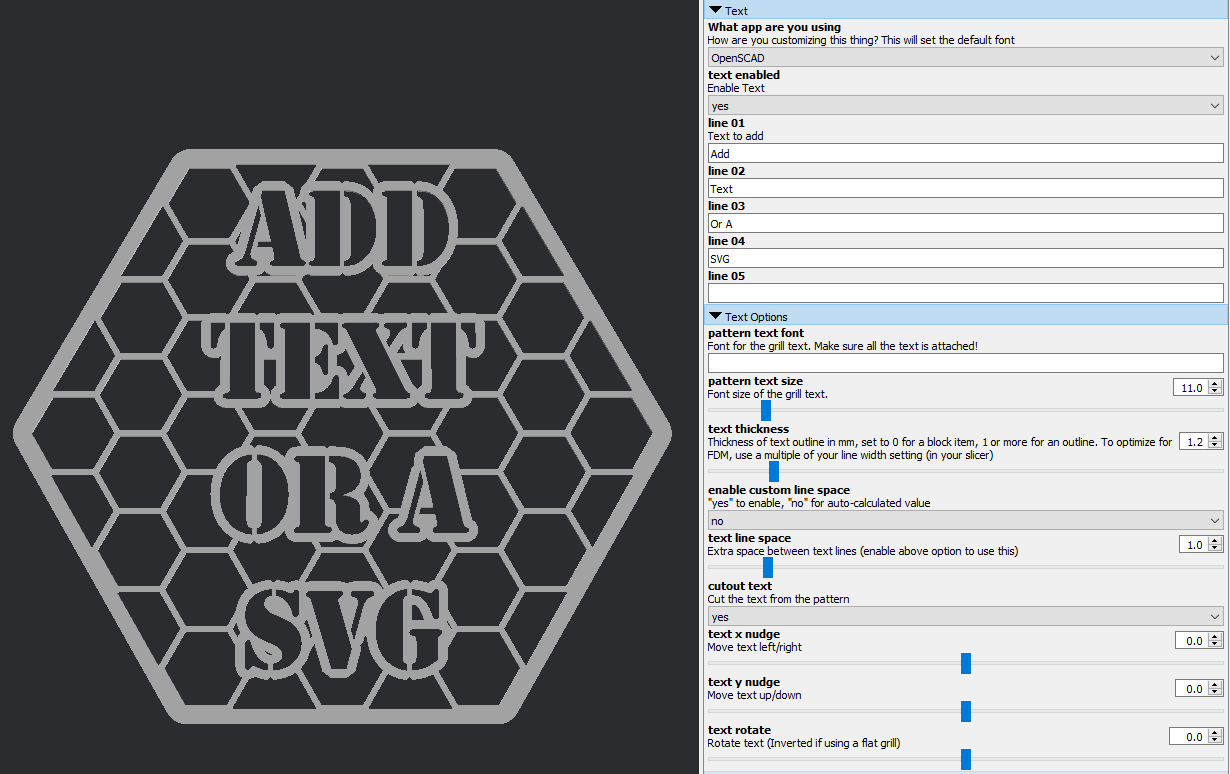 ADD
TEXT
OR A
SVG
Text
What app are you using
How are you customizing this thing? This will set the default font
OpenSCAD
text enabled
Enable Text
yes
line 01
Text to add
Add
line 02
Text
line 03
Or A
line 04
SVG
line 05
Text Options
pattern text font
Font for the grill text. Make sure all the text is attached!
pattern text size
Font size of the grill text.
11.0
text thickness
Thickness of text outline in mm, set to 0 for a block item, 1 or more for an outline. To optimize for
FDM, use a multiple of your line width setting (in your slicer)
1.2
enable custom line space
"yes" to enable, "no" for auto-calculated value
no
text line space
Extra space between text lines (enable above option to use this)
1.0
cutout text
Cut the text from the pattern
yes
text x nudge
Move text left/right
0.0
text y nudge
Move text up/down
0.0
text rotate
Rotate text (Inverted if using a flat grill)
0.0